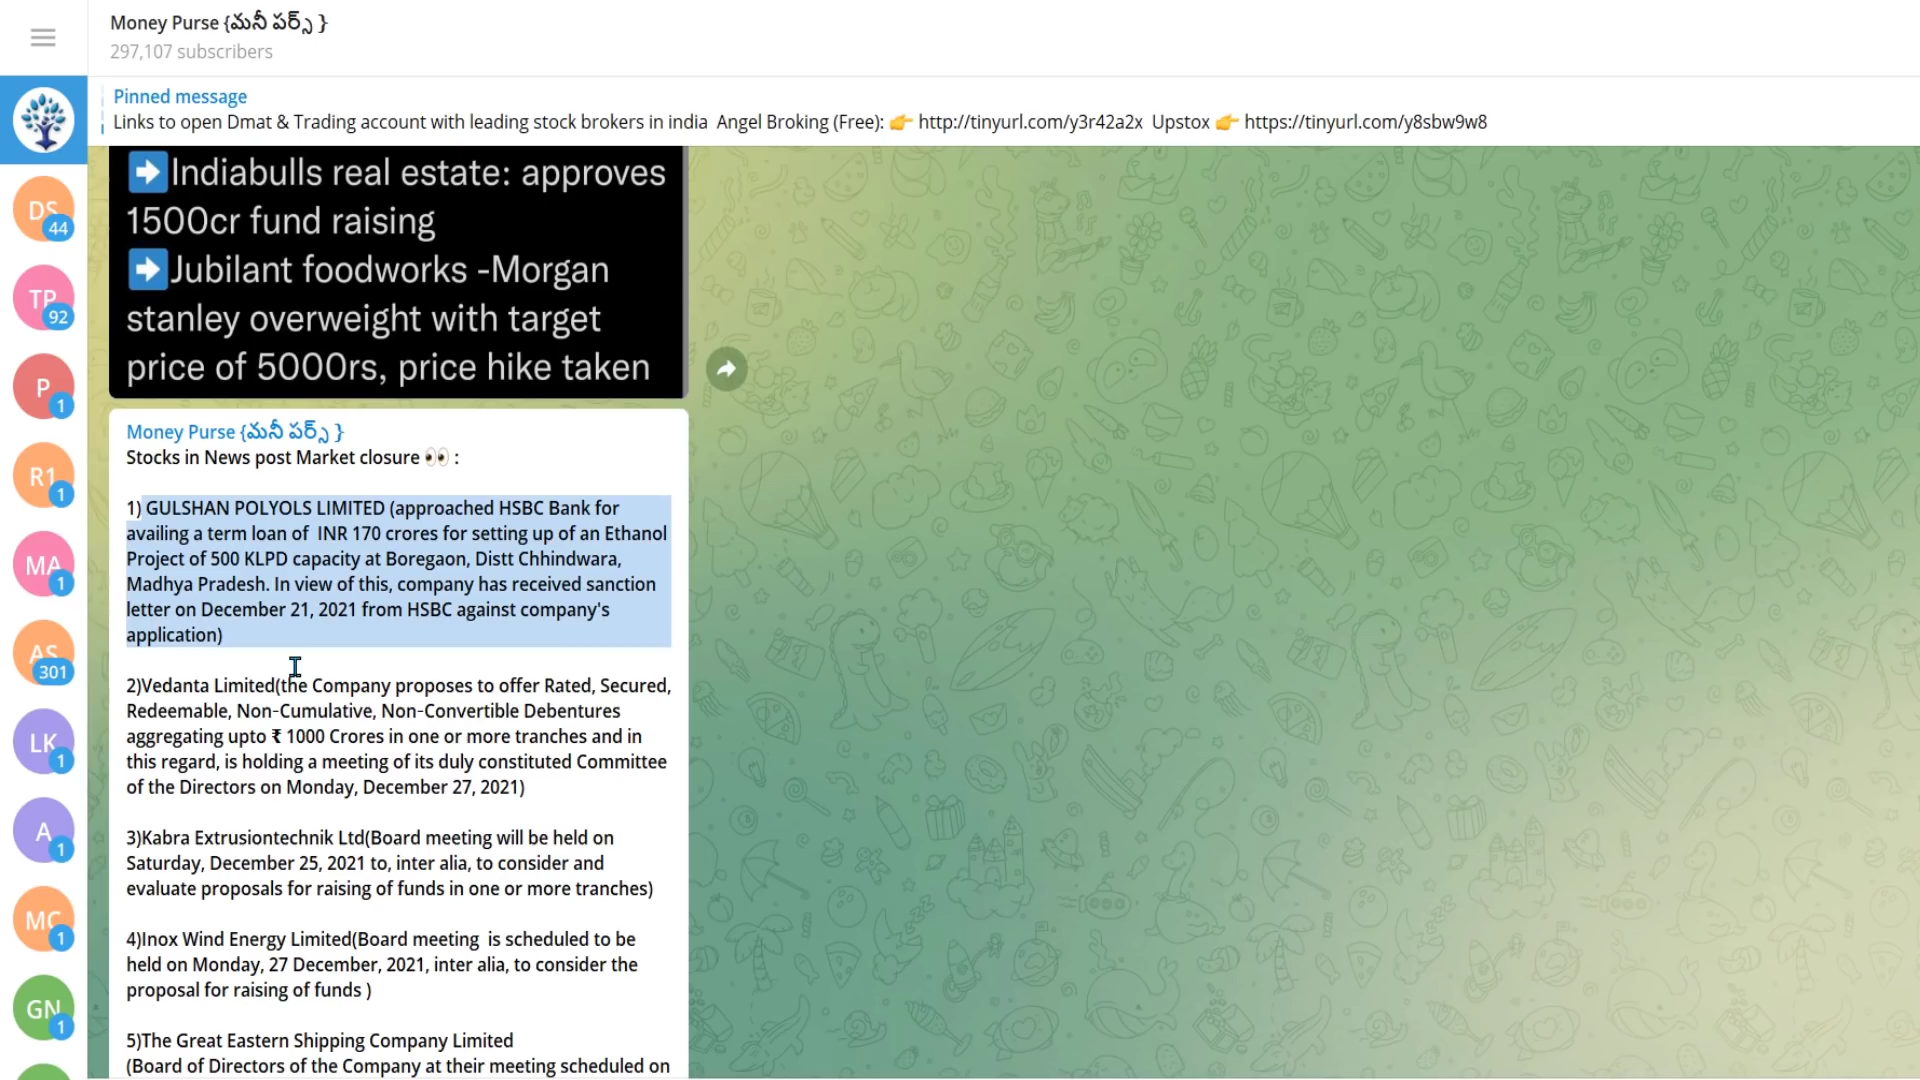 Money Purse {మనీ పర్స్ }
297,107 subscribers
Pinned message
Links to open Dmat & Trading account with leading stock brokers in india Angel Broking (Free): 👉 http://tinyurl.com/y3r42a2x Upstox 👉 https://tinyurl.com/y8sbw9w8
DS
44
TP
92
P
1
R1
1
MA
1
AS
301
LK
1
A
1
MC
1
GN
1
➡Indiabulls real estate: approves
1500cr fund raising
➡Jubilant foodworks -Morgan
stanley overweight with target
price of 5000rs, price hike taken
Money Purse {మనీ పర్స్ }
Stocks in News post Market closure 👀 :
1) GULSHAN POLYOLS LIMITED (approached HSBC Bank for
availing a term loan of INR 170 crores for setting up of an Ethanol
Project of 500 KLPD capacity at Boregaon, Distt Chhindwara,
Madhya Pradesh. In view of this, company has received sanction
letter on December 21, 2021 from HSBC against company's
application)
2)Vedanta Limited(the Company proposes to offer Rated, Secured,
Redeemable, Non-Cumulative, Non-Convertible Debentures
aggregating upto ₹ 1000 Crores in one or more tranches and in
this regard, is holding a meeting of its duly constituted Committee
of the Directors on Monday, December 27, 2021)
3)Kabra Extrusiontechnik Ltd(Board meeting will be held on
Saturday, December 25, 2021 to, inter alia, to consider and
evaluate proposals for raising of funds in one or more tranches)
4)Inox Wind Energy Limited(Board meeting is scheduled to be
held on Monday, 27 December, 2021, inter alia, to consider the
proposal for raising of funds )
5)The Great Eastern Shipping Company Limited
(Board of Directors of the Company at their meeting scheduled on